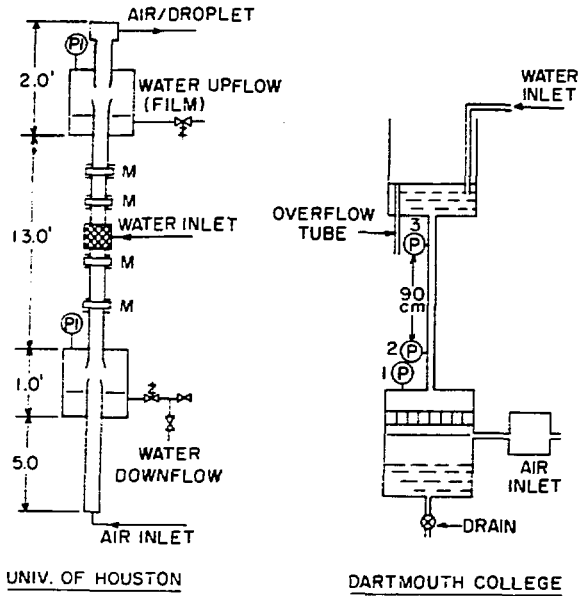 AIR/DROPLET
PI
2.0'
WATER UPFLOW
(FILM)
M
M
13.0'
WATER INLET
M
M
PI
1.0'
WATER
DOWNFLOW
5.0
AIR INLET
UNIV. OF HOUSTON
WATER
INLET
OVERFLOW
TUBE
3
P
90
cm
2
P
1
P
AIR
INLET
DRAIN
DARTMOUTH COLLEGE